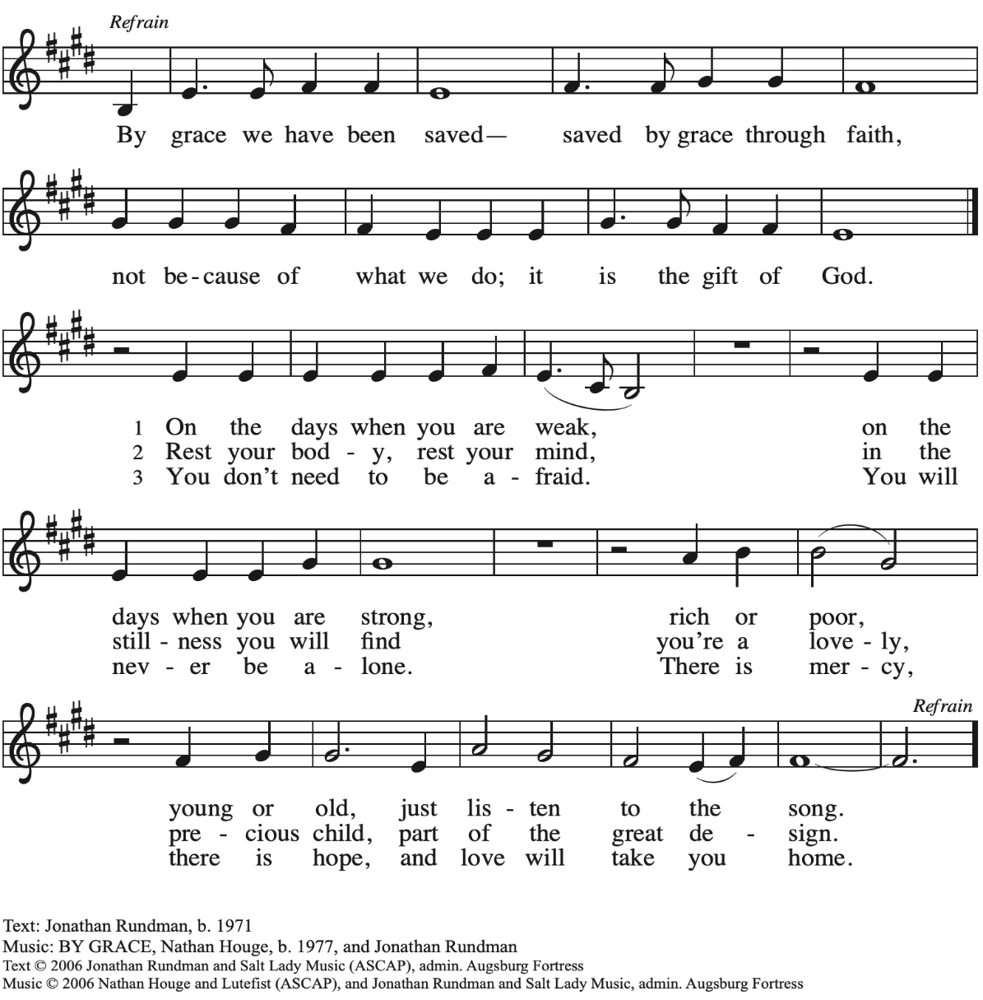 Refrain
By grace we have been saved— saved by grace through faith,
not be - cause of what we do; it is the gift of God.
1 On the days when you are weak, on the
2 Rest your bod - y, rest your mind, in the
3 You don't need to be a - fraid. You will
days when you are strong, rich or poor,
still - ness you will find you're a love - ly,
nev - er be a - lone. There is mer - cy,
Refrain
young or old, just lis - ten to the song.
pre - cious child, part of the great de - sign.
there is hope, and love will take you home.
Text: Jonathan Rundman, b. 1971
Music: BY GRACE, Nathan Houge, b. 1977, and Jonathan Rundman
Text © 2006 Jonathan Rundman and Salt Lady Music (ASCAP), admin. Augsburg Fortress
Music © 2006 Nathan Houge and Lutefist (ASCAP), and Jonathan Rundman and Salt Lady Music, admin. Augsburg Fortress